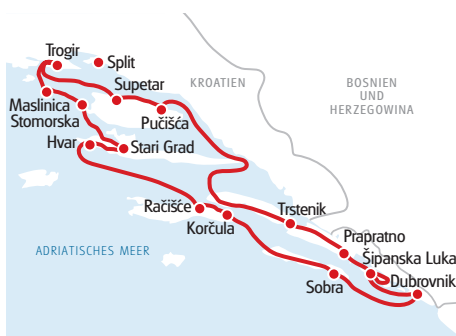 Trogir
Split
KROATIEN
BOSNIEN
UND
HERZEGOWINA
Supetar
Maslinica
Stomorska
Pučišća
Hvar
Stari Grad
Račišće
Korčula
Trstenik
Prapratno
ADRIATISCHES MEER
Šipanska Luka
Sobra
Dubrovnik